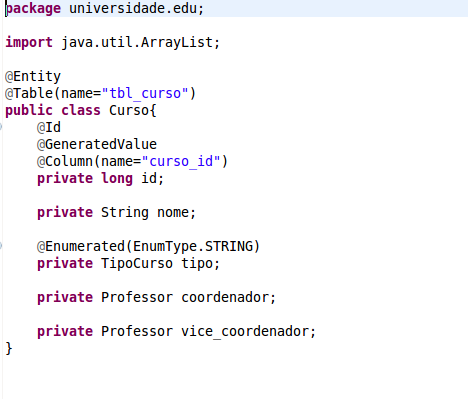 package universidade.edu;
import java.util.ArrayList;
@Entity
@Table(name="tbl_curso")
public class Curso{
@Id
@GeneratedValue
@Column(name="curso_id")
private long id;
private String nome;
@Enumerated(EnumType.STRING)
private TipoCurso tipo;
private Professor coordenador;
private Professor vice_coordenador;
}